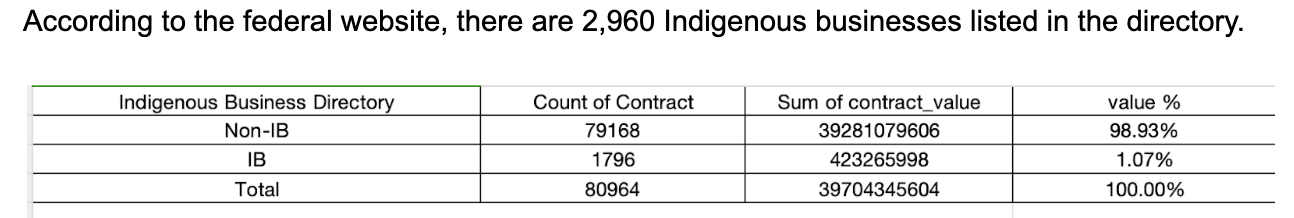 According to the federal website, there are 2,960 Indigenous businesses listed in the directory.
Indigenous Business Directory Count of Contract Sum of contract_value value %
Non-IB 79168 39281079606 98.93%
IB 1796 423265998 1.07%
Total 80964 39704345604 100.00%